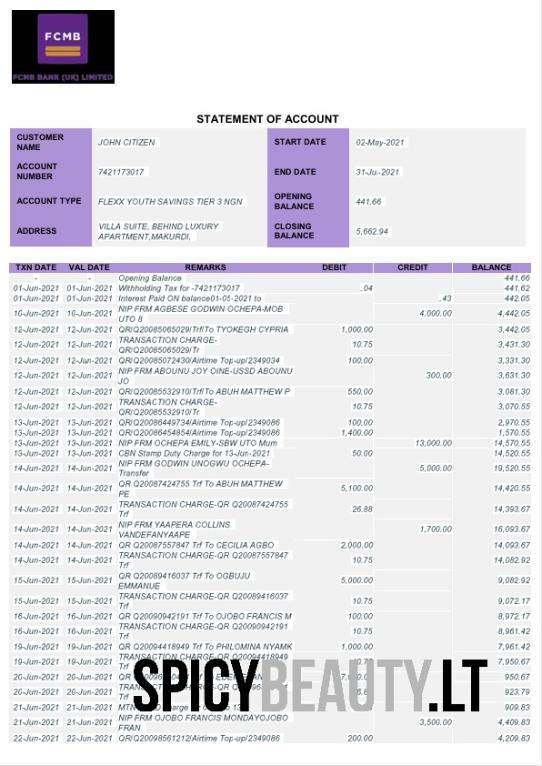 FCMB
FCMB BANK (UK) LIMITED
STATEMENT OF ACCOUNT
CUSTOMER NAME JOHN CITIZEN START DATE 02-May-2021
ACCOUNT NUMBER 7421173017 END DATE 31-Ju.-2021
ACCOUNT TYPE FLEXX YOUTH SAVINGS TIER 3 NGN OPENING BALANCE 441.66
ADDRESS VILLA SUITE, BEHIND LUXURY APARTMENT,MAKURDI, CLOSING BALANCE 5,662.94
TXN DATE VAL DATE REMARKS DEBIT CREDIT BALANCE
- - Opening Balance 441.66
01-Jun-2021 01-Jun-2021 Withholding Tax for -7421173017 .04 441.62
01-Jun-2021 01-Jun-2021 Interest Paid ON balance01-05-2021 to .43 442.05
10-Jun-2021 10-Jun-2021 NIP FRM AGBESE GODWIN OCHEPA-MOB UTO 8 4,000.00 4,442.05
12-Jun-2021 12-Jun-2021 QR/Q20085065029/Trf/To TYOKEGH CYPRIA 1,000.00 3,442.05
12-Jun-2021 12-Jun-2021 TRANSACTION CHARGE-QR/Q20085065029/Tr 10.75 3,431.30
12-Jun-2021 12-Jun-2021 QR/Q20085072430/Airtime Top-up/2349034 100.00 3,331.30
12-Jun-2021 12-Jun-2021 NIP FRM ABOUNU JOY OINE-USSD ABOUNU JO 300.00 3,631.30
12-Jun-2021 12-Jun-2021 QR/Q20085532910/Trf/To ABUH MATTHEW P 550.00 3,081.30
12-Jun-2021 12-Jun-2021 TRANSACTION CHARGE-QR/Q20085532910/Tr 10.75 3,070.55
13-Jun-2021 13-Jun-2021 QR/Q20086449734/Airtime Top-up/2349086 100.00 2,970.55
13-Jun-2021 13-Jun-2021 QR/Q20086454854/Airtime Top-up/2349086 1,400.00 1,570.55
13-Jun-2021 13-Jun-2021 NIP FRM OCHEPA EMILY-SBW UTO Mum 13,000.00 14,570.55
13-Jun-2021 13-Jun-2021 CBN Stamp Duty Charge for 13-Jun-2021 50.00 14,520.55
14-Jun-2021 14-Jun-2021 NIP FRM GODWIN UNOGWU OCHEPA-Transfer 5,000.00 19,520.55
14-Jun-2021 14-Jun-2021 QR Q20087424755 Trf To ABUH MATTHEW PE 5,100.00 14,420.55
14-Jun-2021 14-Jun-2021 TRANSACTION CHARGE-QR Q20087424755 Trf 26.88 14,393.67
14-Jun-2021 14-Jun-2021 NIP FRM YAAPERA COLLINS VANDEFANYAAPE 1,700.00 16,093.67
14-Jun-2021 14-Jun-2021 QR Q20087557847 Trf To CECILIA AGBO 2,000.00 14,093.67
14-Jun-2021 14-Jun-2021 TRANSACTION CHARGE-QR Q20087557847 Trf 10.75 14,082.92
15-Jun-2021 15-Jun-2021 QR Q20089416037 Trf To OGBUJU EMMANUE 5,000.00 9,082.92
15-Jun-2021 15-Jun-2021 TRANSACTION CHARGE-QR Q20089416037 Trf 10.75 9,072.17
16-Jun-2021 16-Jun-2021 QR Q20090942191 Trf To OJOBO FRANCIS M 100.00 8,972.17
16-Jun-2021 16-Jun-2021 TRANSACTION CHARGE-QR Q20090942191 Trf 10.75 8,961.42
19-Jun-2021 19-Jun-2021 QR Q20094418949 Trf To PHILOMINA NYAMK 1,000.00 7,961.42
19-Jun-2021 19-Jun-2021 TRANSACTION CHARGE-QR Q20094418949 Trf 10.75 7,950.67
20-Jun-2021 20-Jun-2021 950.67
20-Jun-2021 20-Jun-2021 923.79
21-Jun-2021 21-Jun-2021 909.83
21-Jun-2021 21-Jun-2021 NIP FRM OJOBO FRANCIS MONDAYOJOBO FRAN 3,500.00 4,409.83
22-Jun-2021 22-Jun-2021 QR/Q20098561212/Airtime Top-up/2349086 200.00 4,209.83
SPICYBEAUTY.LT